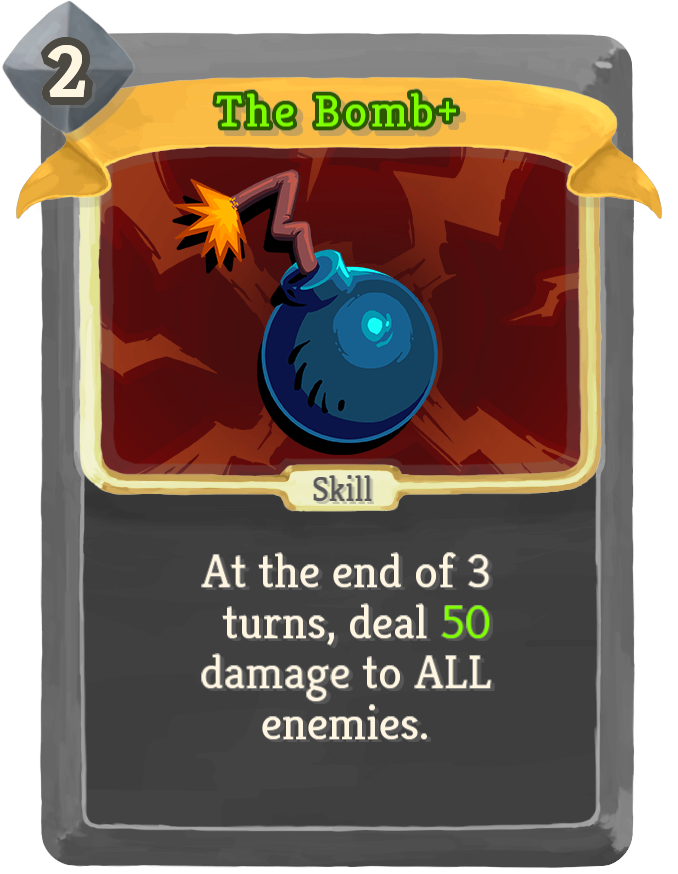 2
The Bomb+
Skill
At the end of 3
turns, deal 50
damage to ALL
enemies.